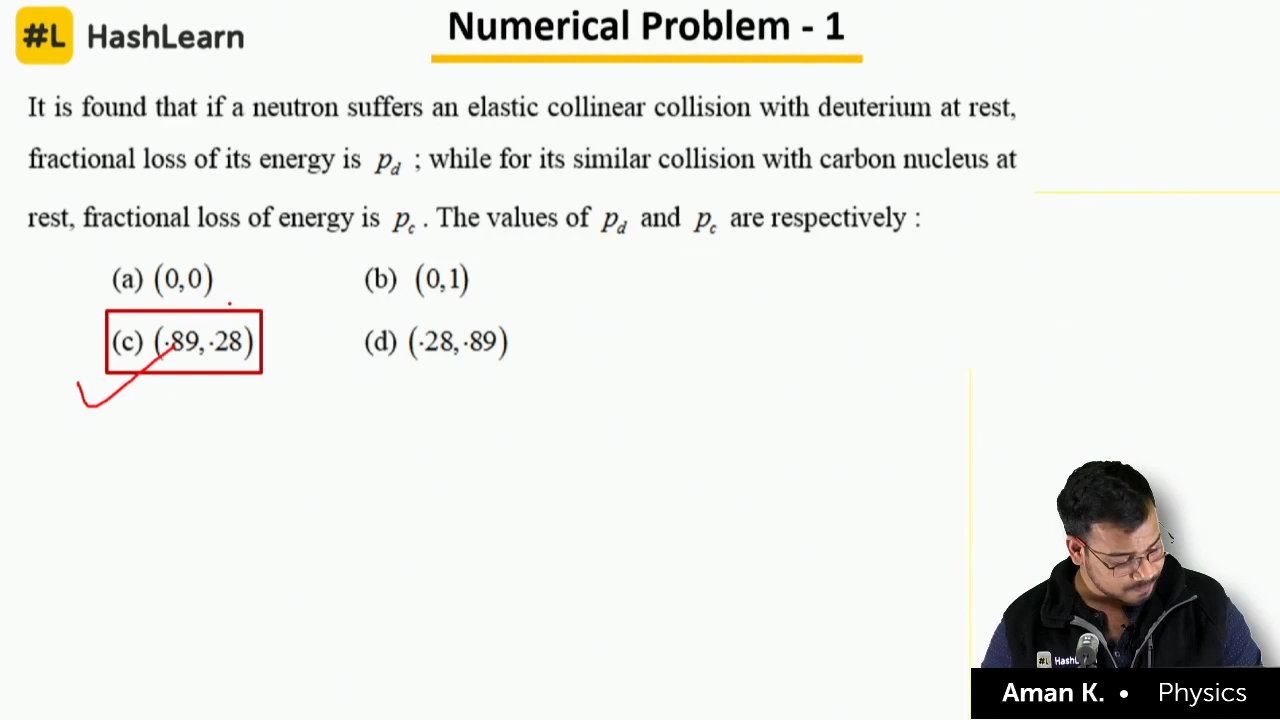 #L HashLearn
Numerical Problem - 1
It is found that if a neutron suffers an elastic collinear collision with deuterium at rest,
fractional loss of its energy is p_d ; while for its similar collision with carbon nucleus at
rest, fractional loss of energy is p_c . The values of p_d and p_c are respectively :
(a) (0,0) (b) (0,1)
(c) (·89,·28) (d) (·28,·89)
#L HashL
Aman K. • Physics